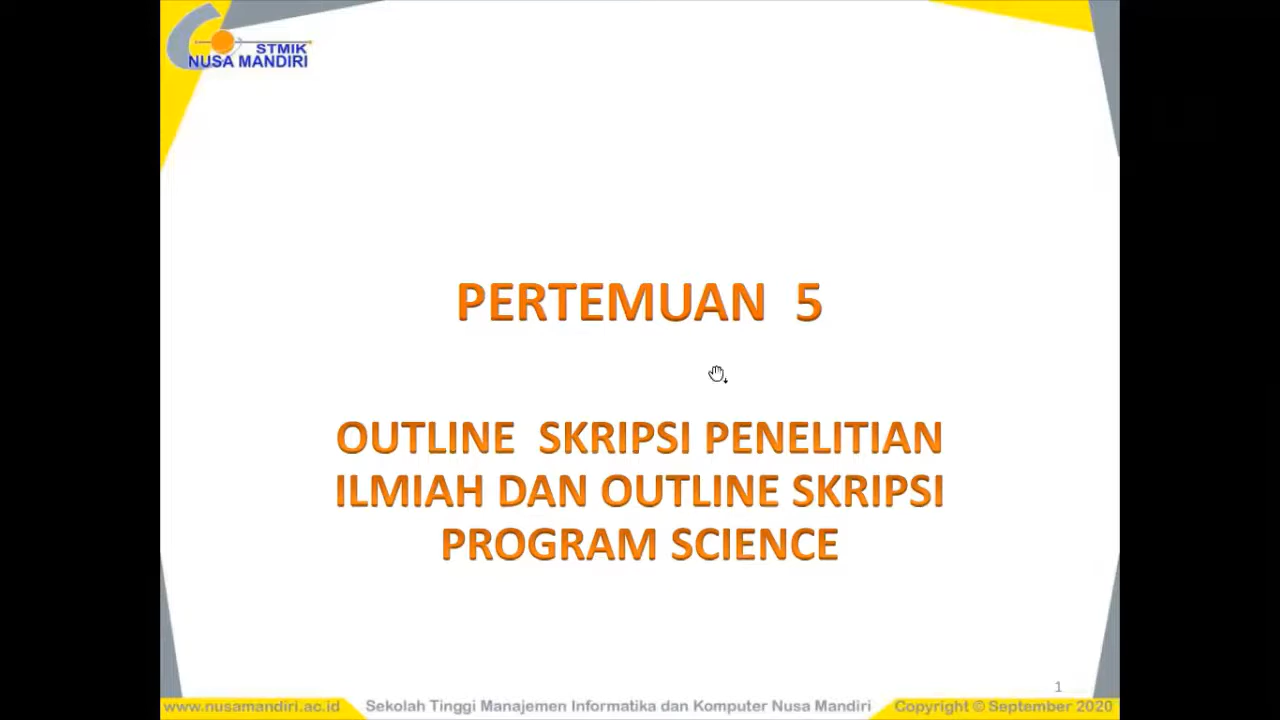 STMIK
NUSA MANDIRI
PERTEMUAN 5
OUTLINE SKRIPSI PENELITIAN
ILMIAH DAN OUTLINE SKRIPSI
PROGRAM SCIENCE
1
www.nusamandiri.ac.id Sekolah Tinggi Manajemen Informatika dan Komputer Nusa Mandiri Copyright © September 2020